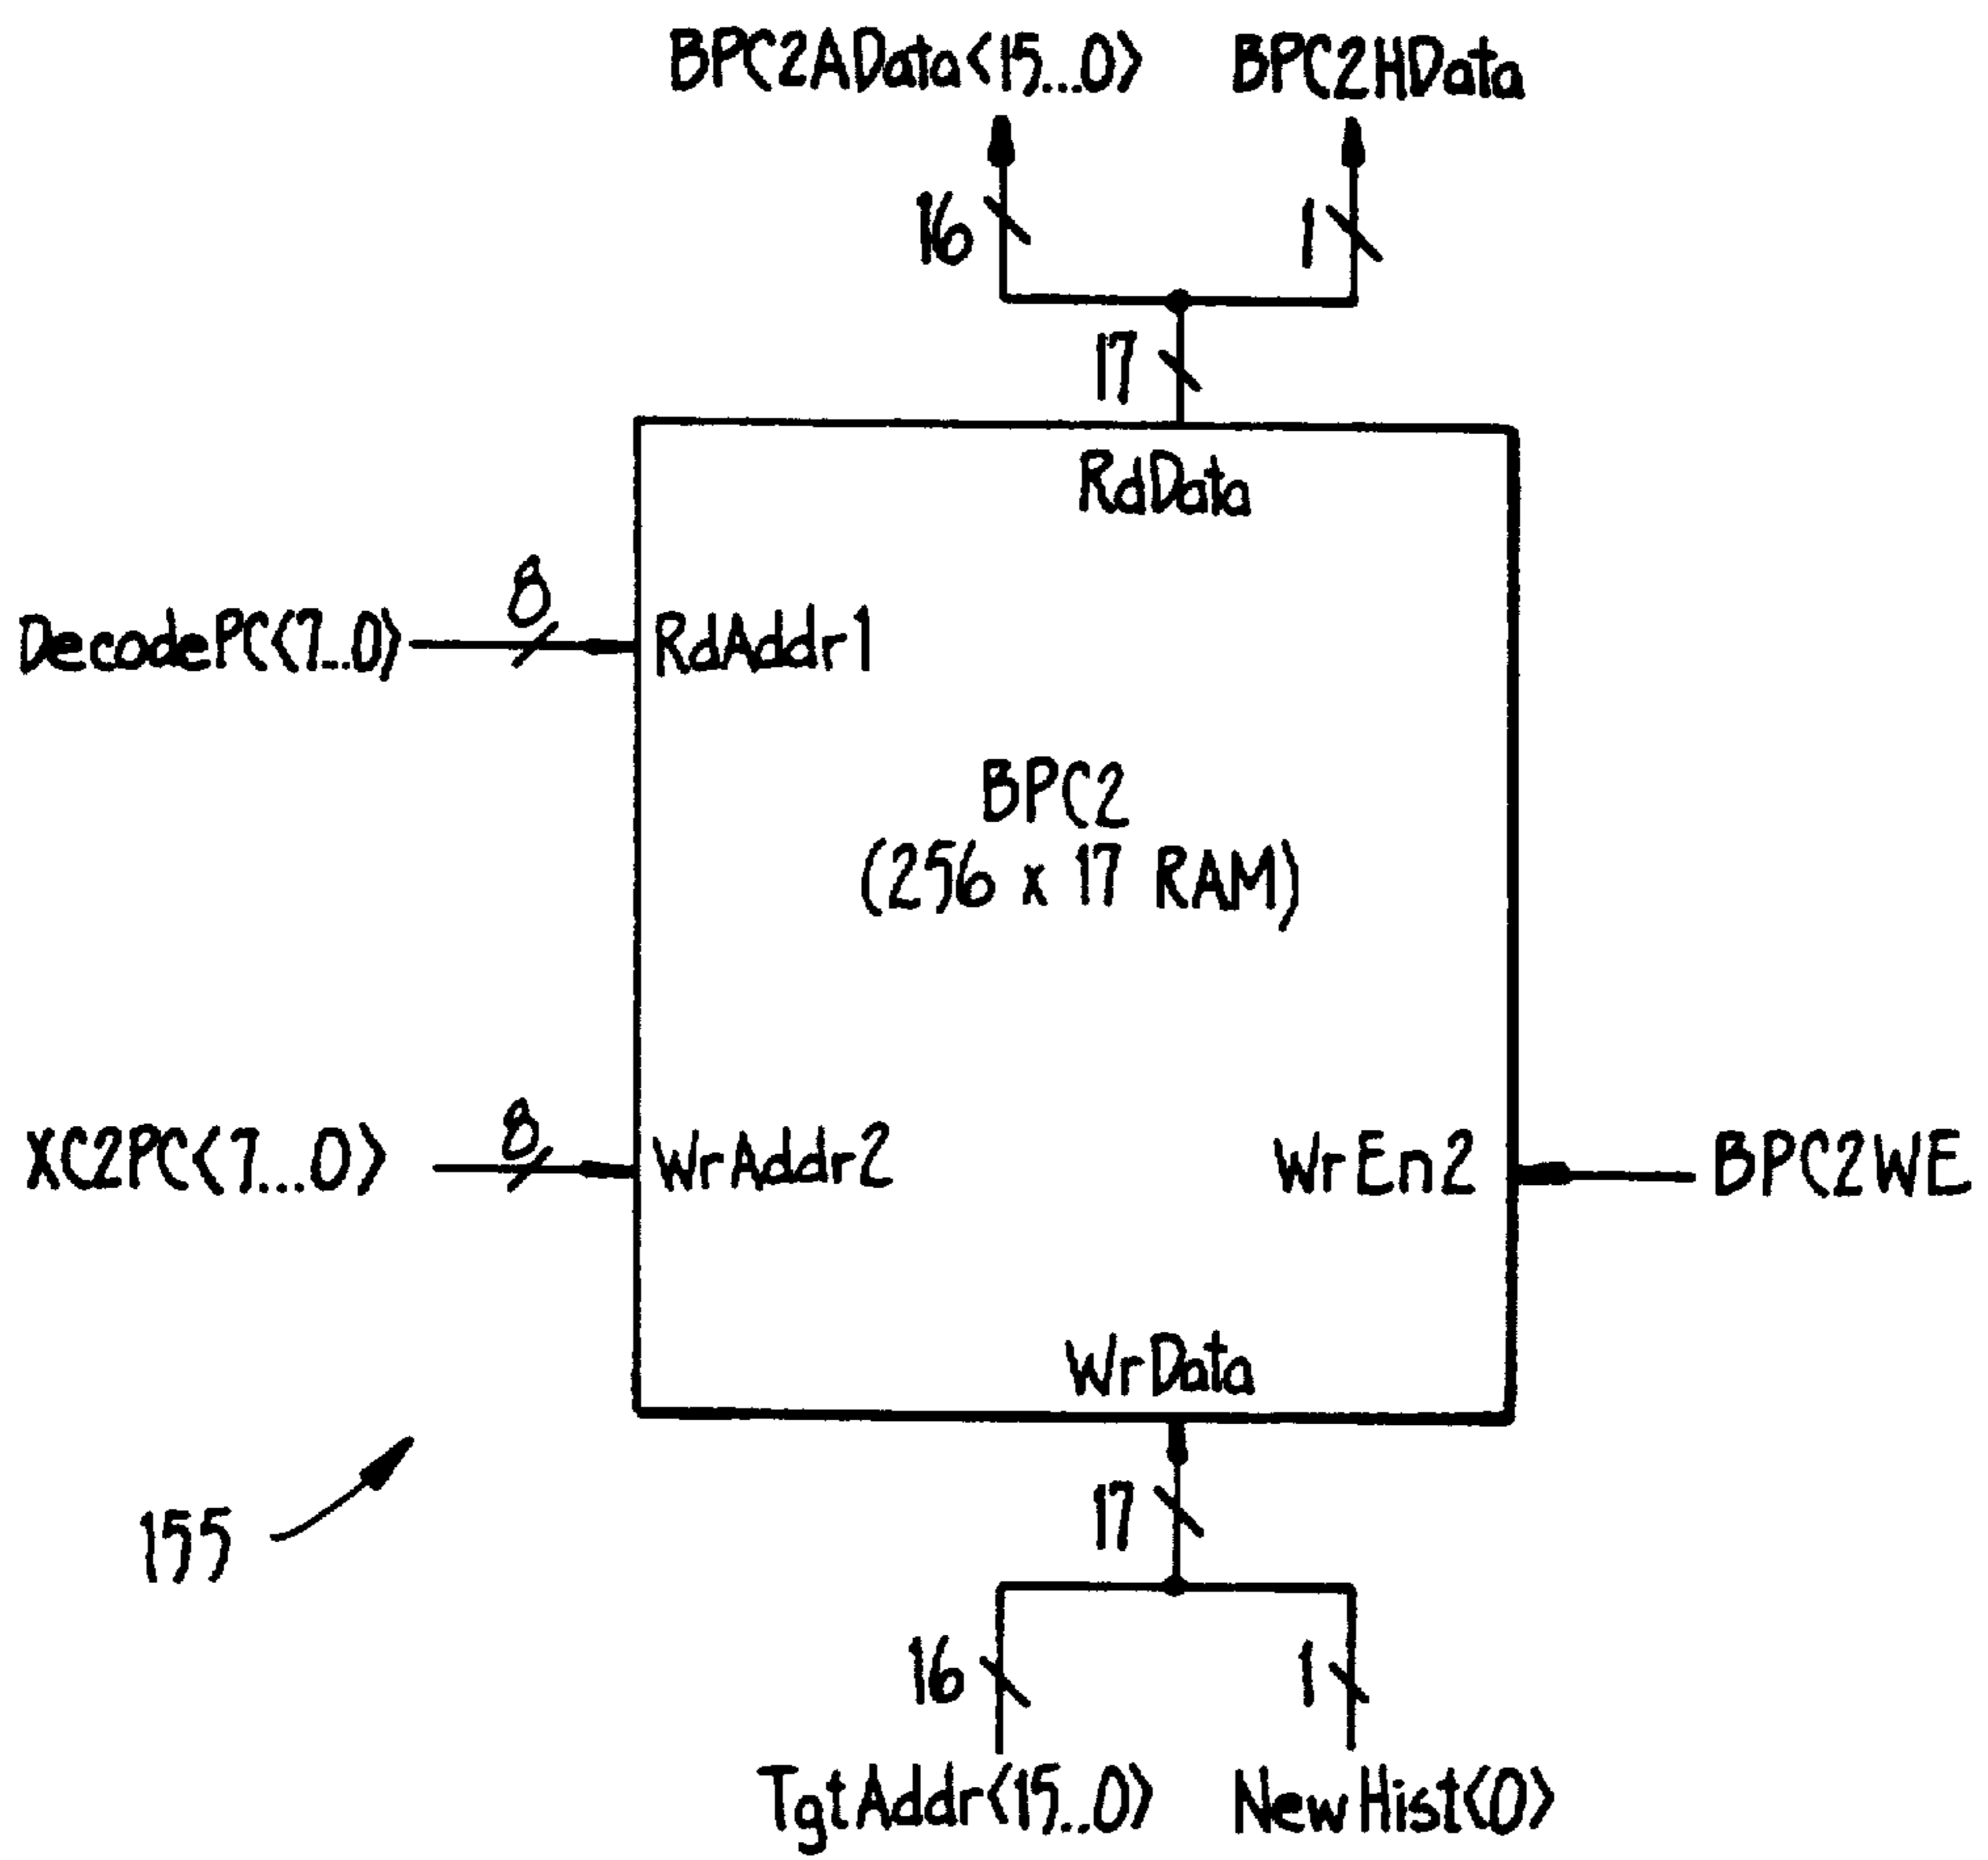 BPC2AData<15...0> BPC2HData
16 1
17
RdData
8
DecodePC<7...0> RdAddr1
BPC2
(256 x 17 RAM)
8
XC2PC<7...0> WrAddr2 WrEn2 BPC2WE
WrData
17
155
16 1
TgtAddr<15...0> NewHist<0>